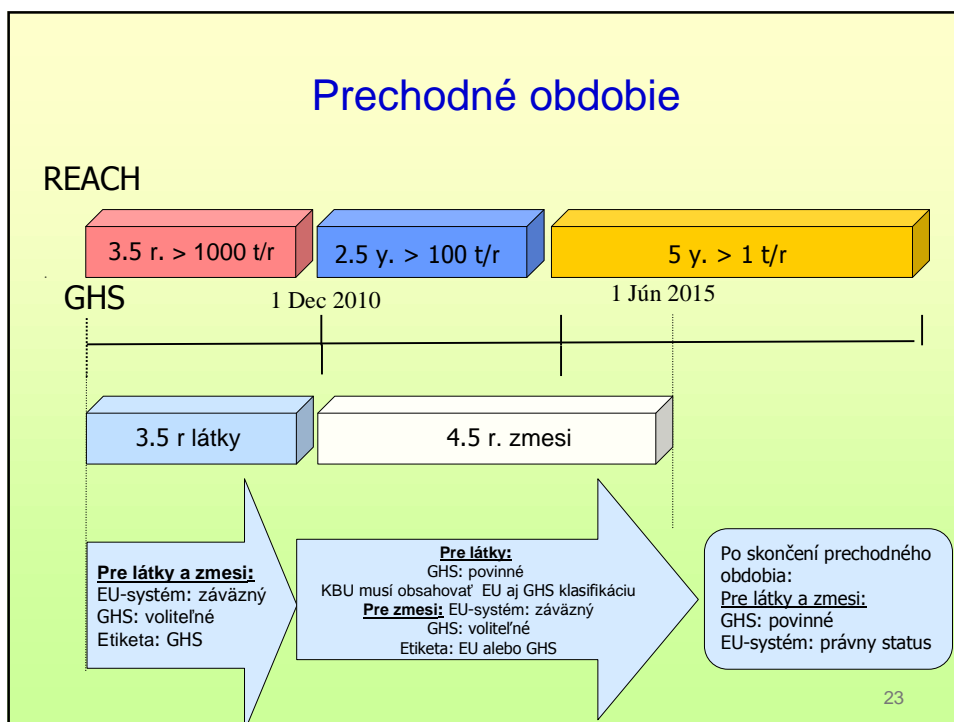 Prechodné obdobie
REACH
3.5 r. > 1000 t/r
2.5 y. > 100 t/r
5 y. > 1 t/r
GHS
1 Dec 2010
1 Jún 2015
3.5 r látky
4.5 r. zmesi
Pre látky a zmesi:
EU-systém: záväzný
GHS: voliteľné
Etiketa: GHS
Pre látky:
GHS: povinné
KBU musí obsahovať EU aj GHS klasifikáciu
Pre zmesi: EU-systém: záväzný
GHS: voliteľné
Etiketa: EU alebo GHS
Po skončení prechodného
obdobia:
Pre látky a zmesi:
GHS: povinné
EU-systém: právny status
23